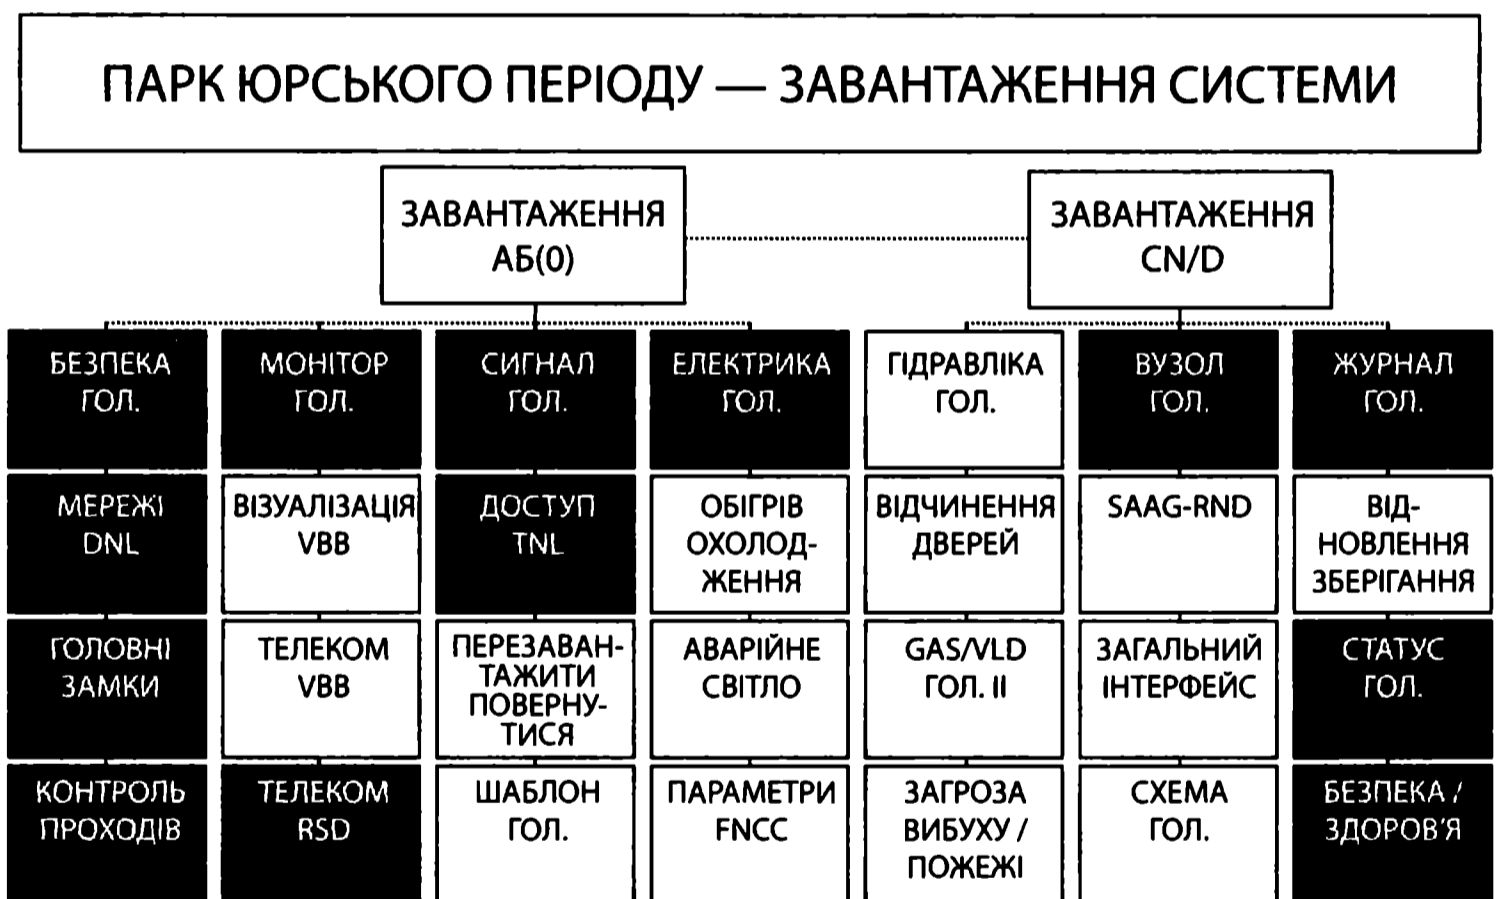 ПАРК ЮРСЬКОГО ПЕРІОДУ — ЗАВАНТАЖЕННЯ СИСТЕМИ
ЗАВАНТАЖЕННЯ
АБ(0)
ЗАВАНТАЖЕННЯ
CN/D
БЕЗПЕКА
ГОЛ.
МОНІТОР
ГОЛ.
СИГНАЛ
ГОЛ.
ЕЛЕКТРИКА
ГОЛ.
ГІДРАВЛІКА
ГОЛ.
ВУЗОЛ
ГОЛ.
ЖУРНАЛ
ГОЛ.
МЕРЕЖІ
DNL
ВІЗУАЛІЗАЦІЯ
VBB
ДОСТУП
TNL
ОБІГРІВ
ОХОЛОД-
ЖЕННЯ
ВІДЧИНЕННЯ
ДВЕРЕЙ
SAAG-RND
ВІД-
НОВЛЕННЯ
ЗБЕРІГАННЯ
ГОЛОВНІ
ЗАМКИ
ТЕЛЕКОМ
VBB
ПЕРЕЗАВАН-
ТАЖИТИ
ПОВЕРНУ-
ТИСЯ
АВАРІЙНЕ
СВІТЛО
GAS/VLD
ГОЛ. II
ЗАГАЛЬНИЙ
ІНТЕРФЕЙС
СТАТУС
ГОЛ.
КОНТРОЛЬ
ПРОХОДІВ
ТЕЛЕКОМ
RSD
ШАБЛОН
ГОЛ.
ПАРАМЕТРИ
FNCC
ЗАГРОЗА
ВИБУХУ /
ПОЖЕЖІ
СХЕМА
ГОЛ.
БЕЗПЕКА /
ЗДОРОВ'Я